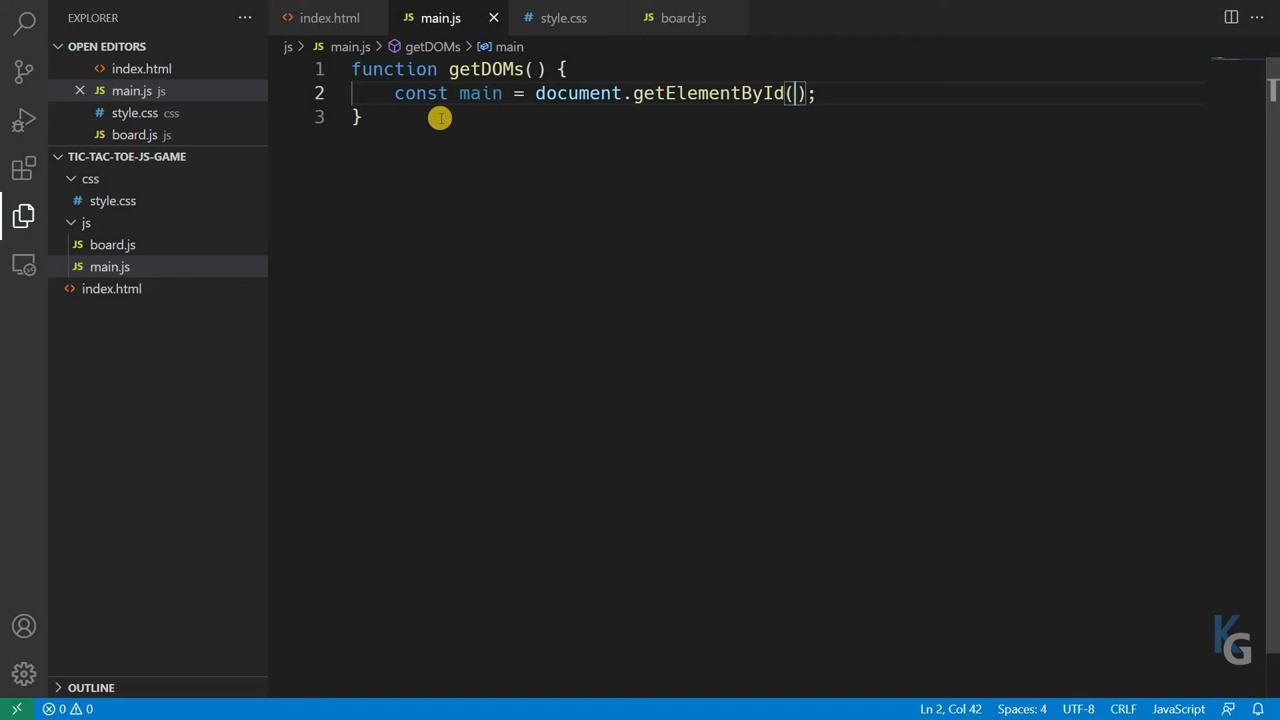 EXPLORER
index.html
main.js
style.css
board.js
OPEN EDITORS
js main.js getDOMs main
index.html
main.js js
style.css css
board.js js
TIC-TAC-TOE-JS-GAME
css
style.css
js
board.js
main.js
index.html
1 function getDOMs() {
2 const main = document.getElementById();
3 }
OUTLINE
KG
0 0
Ln 2, Col 42
Spaces: 4
UTF-8
CRLF
JavaScript